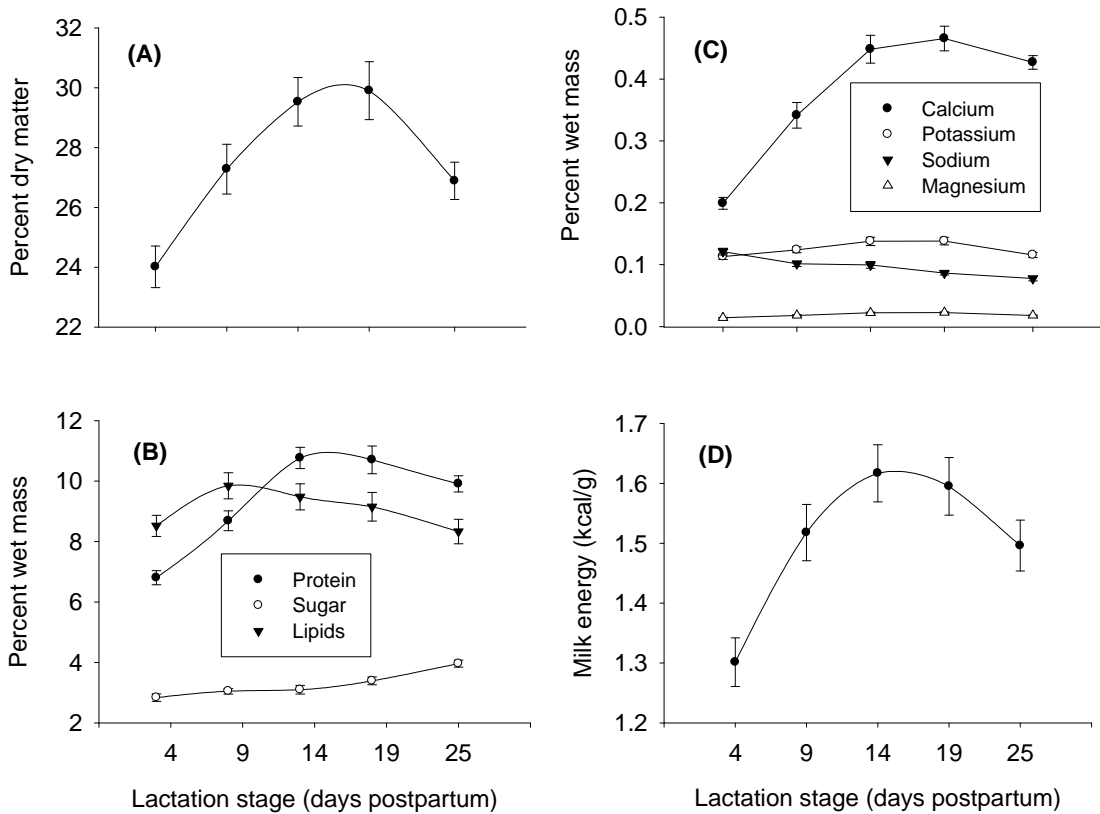 (A)
Percent dry matter
32
30
28
26
24
22
(C)
Percent wet mass
0.5
0.4
0.3
0.2
0.1
0.0
Calcium
Potassium
Sodium
Magnesium
(B)
Percent wet mass
12
10
8
6
4
2
Protein
Sugar
Lipids
4 9 14 19 25
Lactation stage (days postpartum)
(D)
Milk energy (kcal/g)
1.7
1.6
1.5
1.4
1.3
1.2
4 9 14 19 25
Lactation stage (days postpartum)